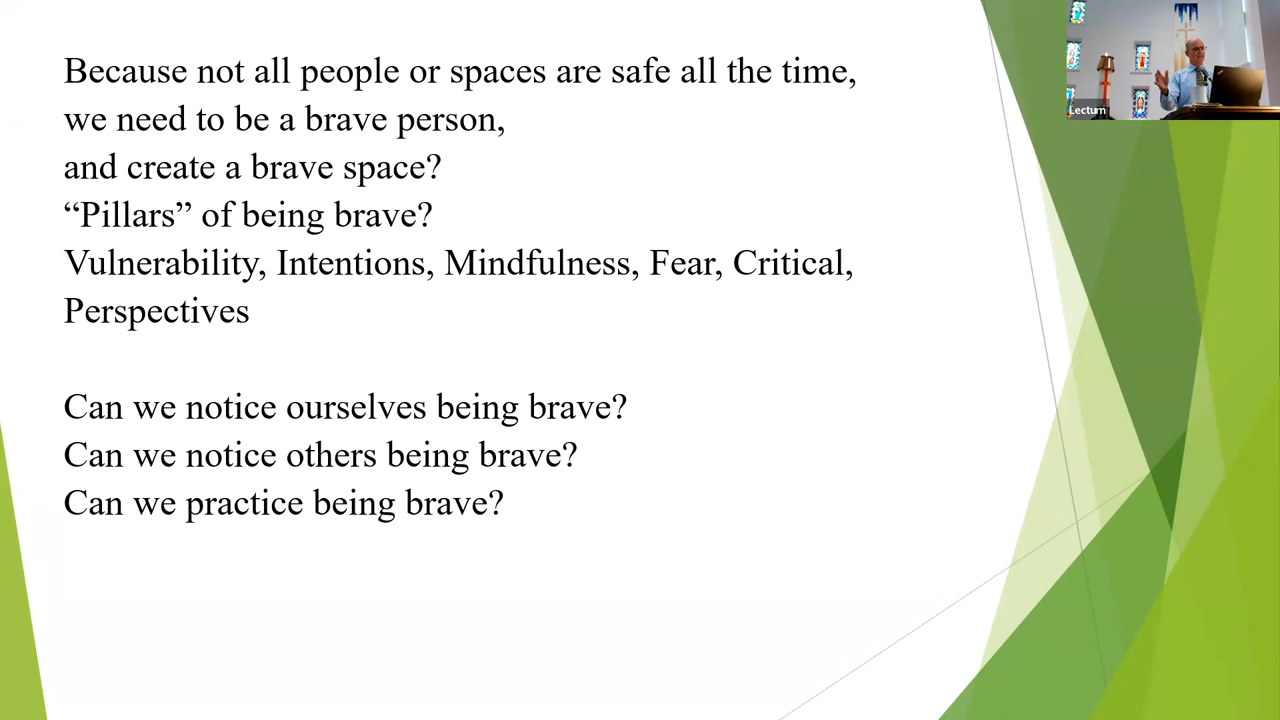 Because not all people or spaces are safe all the time,
we need to be a brave person,
and create a brave space?
“Pillars” of being brave?
Vulnerability, Intentions, Mindfulness, Fear, Critical,
Perspectives
Can we notice ourselves being brave?
Can we notice others being brave?
Can we practice being brave?
Lecturn